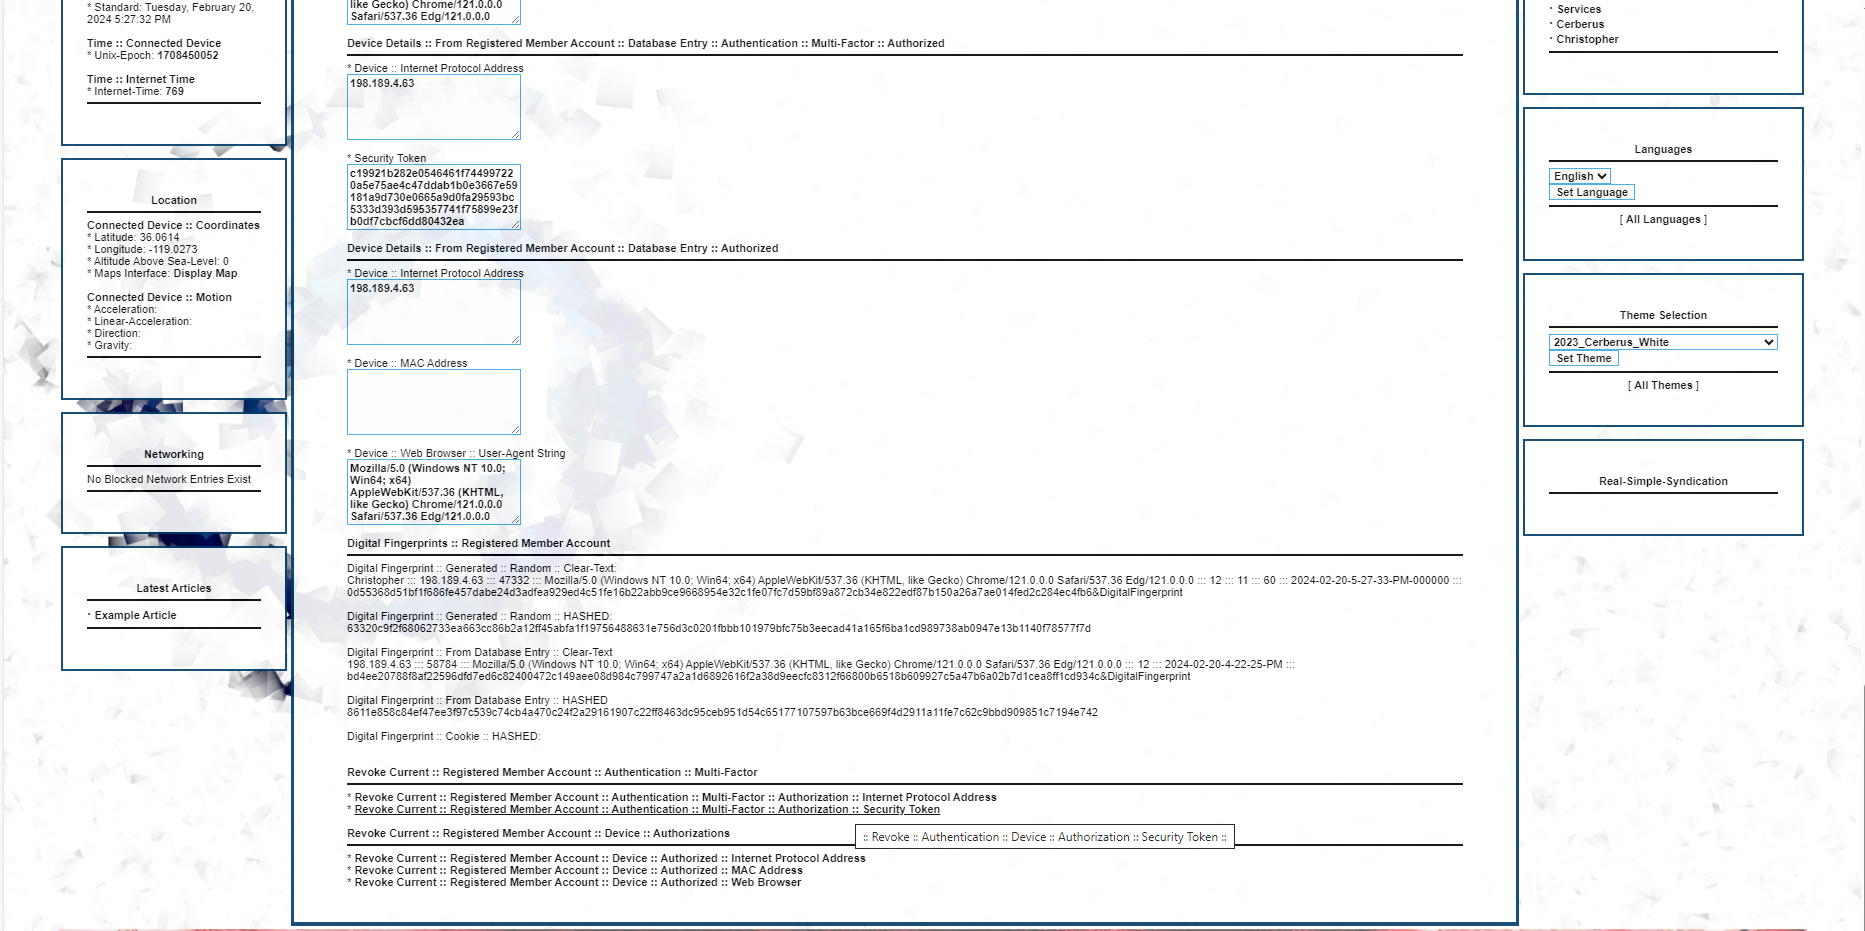 * Standard: Tuesday, February 20,
2024 5:27:32 PM
Time :: Connected Device
* Unix-Epoch: 1708450052
Time :: Internet Time
* Internet-Time: 769
Location
Connected Device :: Coordinates
* Latitude: 36.0614
* Longitude: -119.0273
* Altitude Above Sea-Level: 0
* Maps Interface: Display Map
Connected Device :: Motion
* Acceleration:
* Linear-Acceleration:
* Direction:
* Gravity:
Networking
No Blocked Network Entries Exist
Latest Articles
· Example Article
like Gecko) Chrome/121.0.0.0
Safari/537.36 Edg/121.0.0.0
Device Details :: From Registered Member Account :: Database Entry :: Authentication :: Multi-Factor :: Authorized
* Device :: Internet Protocol Address
198.189.4.63
* Security Token
c19921b282e0546461f74499722
0a5e75ae4c47ddab1b0e3667e59
181a9d730e0665a9d0fa29593bc
5333d393d595357741f75899e23f
b0df7cbcf6dd80432ea
Device Details :: From Registered Member Account :: Database Entry :: Authorized
* Device :: Internet Protocol Address
198.189.4.63
* Device :: MAC Address
* Device :: Web Browser :: User-Agent String
Mozilla/5.0 (Windows NT 10.0;
Win64; x64)
AppleWebKit/537.36 (KHTML,
like Gecko) Chrome/121.0.0.0
Safari/537.36 Edg/121.0.0.0
Digital Fingerprints :: Registered Member Account
Digital Fingerprint :: Generated :: Random :: Clear-Text:
Christopher ::: 198.189.4.63 ::: 47332 ::: Mozilla/5.0 (Windows NT 10.0; Win64; x64) AppleWebKit/537.36 (KHTML, like Gecko) Chrome/121.0.0.0 Safari/537.36 Edg/121.0.0.0 ::: 12 ::: 11 ::: 60 ::: 2024-02-20-5-27-33-PM-000000 :::
0d55368d51bf1f686fe457dabe24d3adfea929ed4c51fe16b22abb9ce9668954e32c1fe07fc7d59bf89a872cb34e822edf87b150a26a7ae014fed2c284ec4fb6&DigitalFingerprint
Digital Fingerprint :: Generated :: Random :: HASHED:
63320c9f2f68062733ea663cc86b2a12ff45abfa1f19756488631e756d3c0201fbbb101979bfc75b3eecad41a165f6ba1cd989738ab0947e13b1140f78577f7d
Digital Fingerprint :: From Database Entry :: Clear-Text
198.189.4.63 ::: 58784 ::: Mozilla/5.0 (Windows NT 10.0; Win64; x64) AppleWebKit/537.36 (KHTML, like Gecko) Chrome/121.0.0.0 Safari/537.36 Edg/121.0.0.0 ::: 12 ::: 2024-02-20-4-22-25-PM :::
bd4ee20788f8af22596dfd7ed6c82400472c149aee08d984c799747a2a1d6892616f2a38d9eecfc8312f66800b6518b609927c5a47b6a02b7d1cea8ff1cd934c&DigitalFingerprint
Digital Fingerprint :: From Database Entry :: HASHED
8611e858c84ef47ee3f97c539c74cb4a470c24f2a29161907c22ff8463dc95ceb951d54c65177107597b63bce669f4d2911a11fe7c62c9bbd909851c7194e742
Digital Fingerprint :: Cookie :: HASHED:
Revoke Current :: Registered Member Account :: Authentication :: Multi-Factor
* Revoke Current :: Registered Member Account :: Authentication :: Multi-Factor :: Authorization :: Internet Protocol Address
* Revoke Current :: Registered Member Account :: Authentication :: Multi-Factor :: Authorization :: Security Token
Revoke Current :: Registered Member Account :: Device :: Authorizations
:: Revoke :: Authentication :: Device :: Authorization :: Security Token ::
* Revoke Current :: Registered Member Account :: Device :: Authorized :: Internet Protocol Address
* Revoke Current :: Registered Member Account :: Device :: Authorized :: MAC Address
* Revoke Current :: Registered Member Account :: Device :: Authorized :: Web Browser
· Services
· Cerberus
· Christopher
Languages
English
Set Language
[ All Languages ]
Theme Selection
2023_Cerberus_White
Set Theme
[ All Themes ]
Real-Simple-Syndication